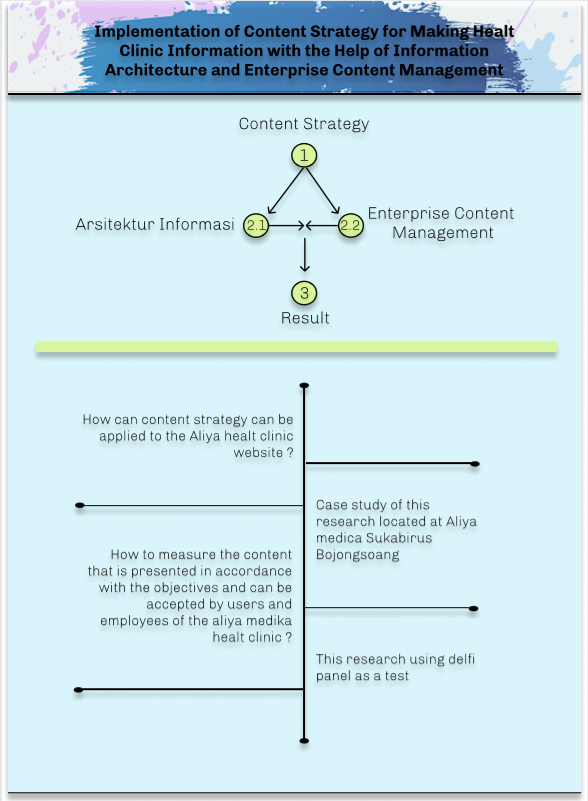 Implementation of Content Strategy for Making Healt
Clinic Information with the Help of Information
Architecture and Enterprise Content Management
Content Strategy
1
Arsitektur Informasi
2.1
2.2
Enterprise Content
Management
3
Result
How can content strategy can be
applied to the Aliya healt clinic
website ?
Case study of this
research located at Aliya
medica Sukabirus
Bojongsoang
How to measure the content
that is presented in accordance
with the objectives and can be
accepted by users and
employees of the aliya medika
healt clinic ?
This research using delfi
panel as a test